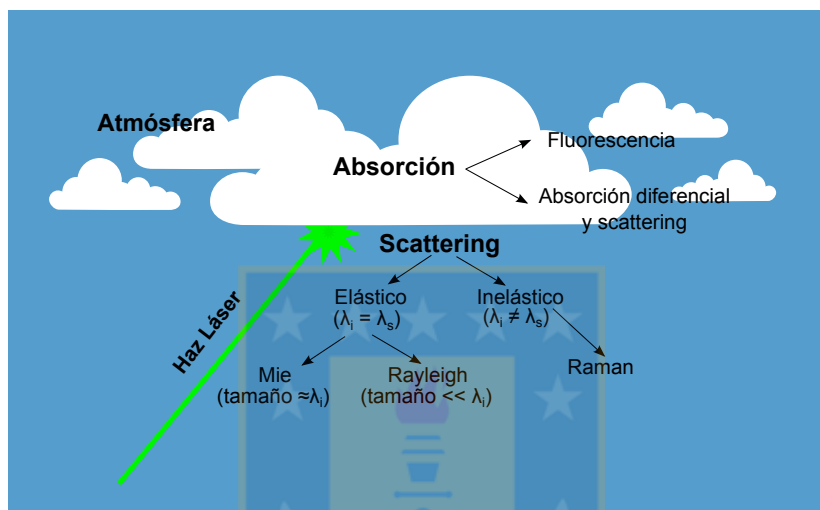 Atmósfera
Absorción
Fluorescencia
Absorción diferencial
y scattering
Scattering
Haz Láser
Elástico
(λi = λs)
Inelástico
(λi ≠ λs)
Mie
(tamaño ≈λi)
Rayleigh
(tamaño << λi)
Raman